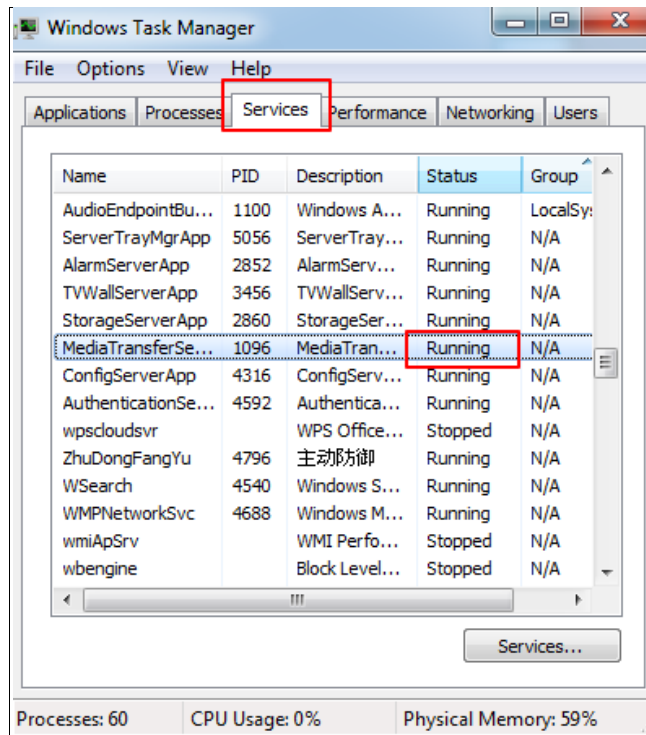 Windows Task Manager
File Options View Help
Applications Processes Services Performance Networking Users
Name PID Description Status Group
AudioEndpointBu... 1100 Windows A... Running LocalSy
ServerTrayMgrApp 5056 ServerTray... Running N/A
AlarmServerApp 2852 AlarmServ... Running N/A
TVWallServerApp 3456 TVWallServ... Running N/A
StorageServerApp 2860 StorageSer... Running N/A
MediaTransferSe... 1096 MediaTran... Running N/A
ConfigServerApp 4316 ConfigServ... Running N/A
AuthenticationSe... 4592 Authentica... Running N/A
wpscloudsvr WPS Office... Stopped N/A
ZhuDongFangYu 4796 主动防御 Running N/A
WSearch 4540 Windows S... Running N/A
WMPNetworkSvc 4688 Windows M... Running N/A
wmiApSrv WMI Perfo... Stopped N/A
wbengine Block Level... Stopped N/A
Services...
Processes: 60 CPU Usage: 0% Physical Memory: 59%